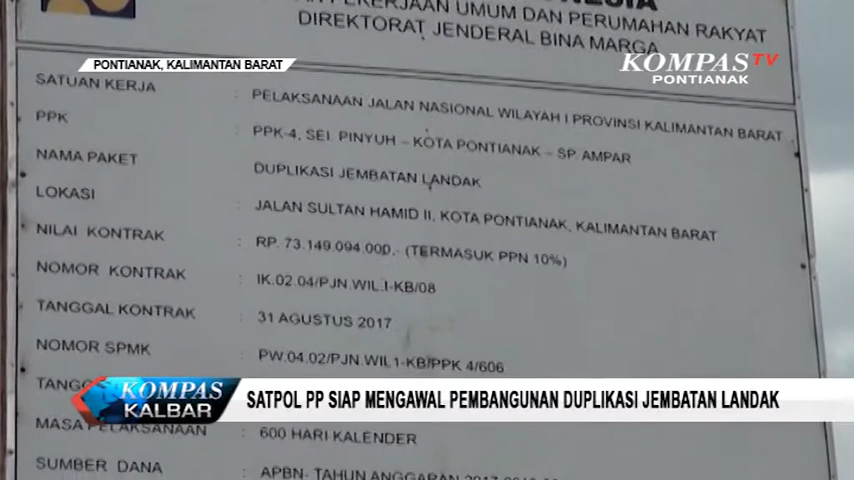 PEKERJAAN UMUM DAN PERUMAHAN RAKYAT
DIREKTORAT JENDERAL BINA MARGA
KOMPAS TV
PONTIANAK
PONTIANAK, KALIMANTAN BARAT
SATUAN KERJA : PELAKSANAAN JALAN NASIONAL WILAYAH I PROVINSI KALIMANTAN BARAT
PPK : PPK-4, SEI. PINYUH – KOTA PONTIANAK – SP. AMPAR
NAMA PAKET : DUPLIKASI JEMBATAN LANDAK
LOKASI : JALAN SULTAN HAMID II, KOTA PONTIANAK, KALIMANTAN BARAT
NILAI KONTRAK : RP. 73.149.094.000,- (TERMASUK PPN 10%)
NOMOR KONTRAK : IK.02.04/PJN.WIL.I-KB/08
TANGGAL KONTRAK : 31 AGUSTUS 2017
NOMOR SPMK : PW.04.02/PJN.WIL1-KB/PPK 4/606
KOMPAS
KALBAR
SATPOL PP SIAP MENGAWAL PEMBANGUNAN DUPLIKASI JEMBATAN LANDAK
MASA PELAKSANAAN : 600 HARI KALENDER
SUMBER DANA : APBN- TAHUN ANGGARAN